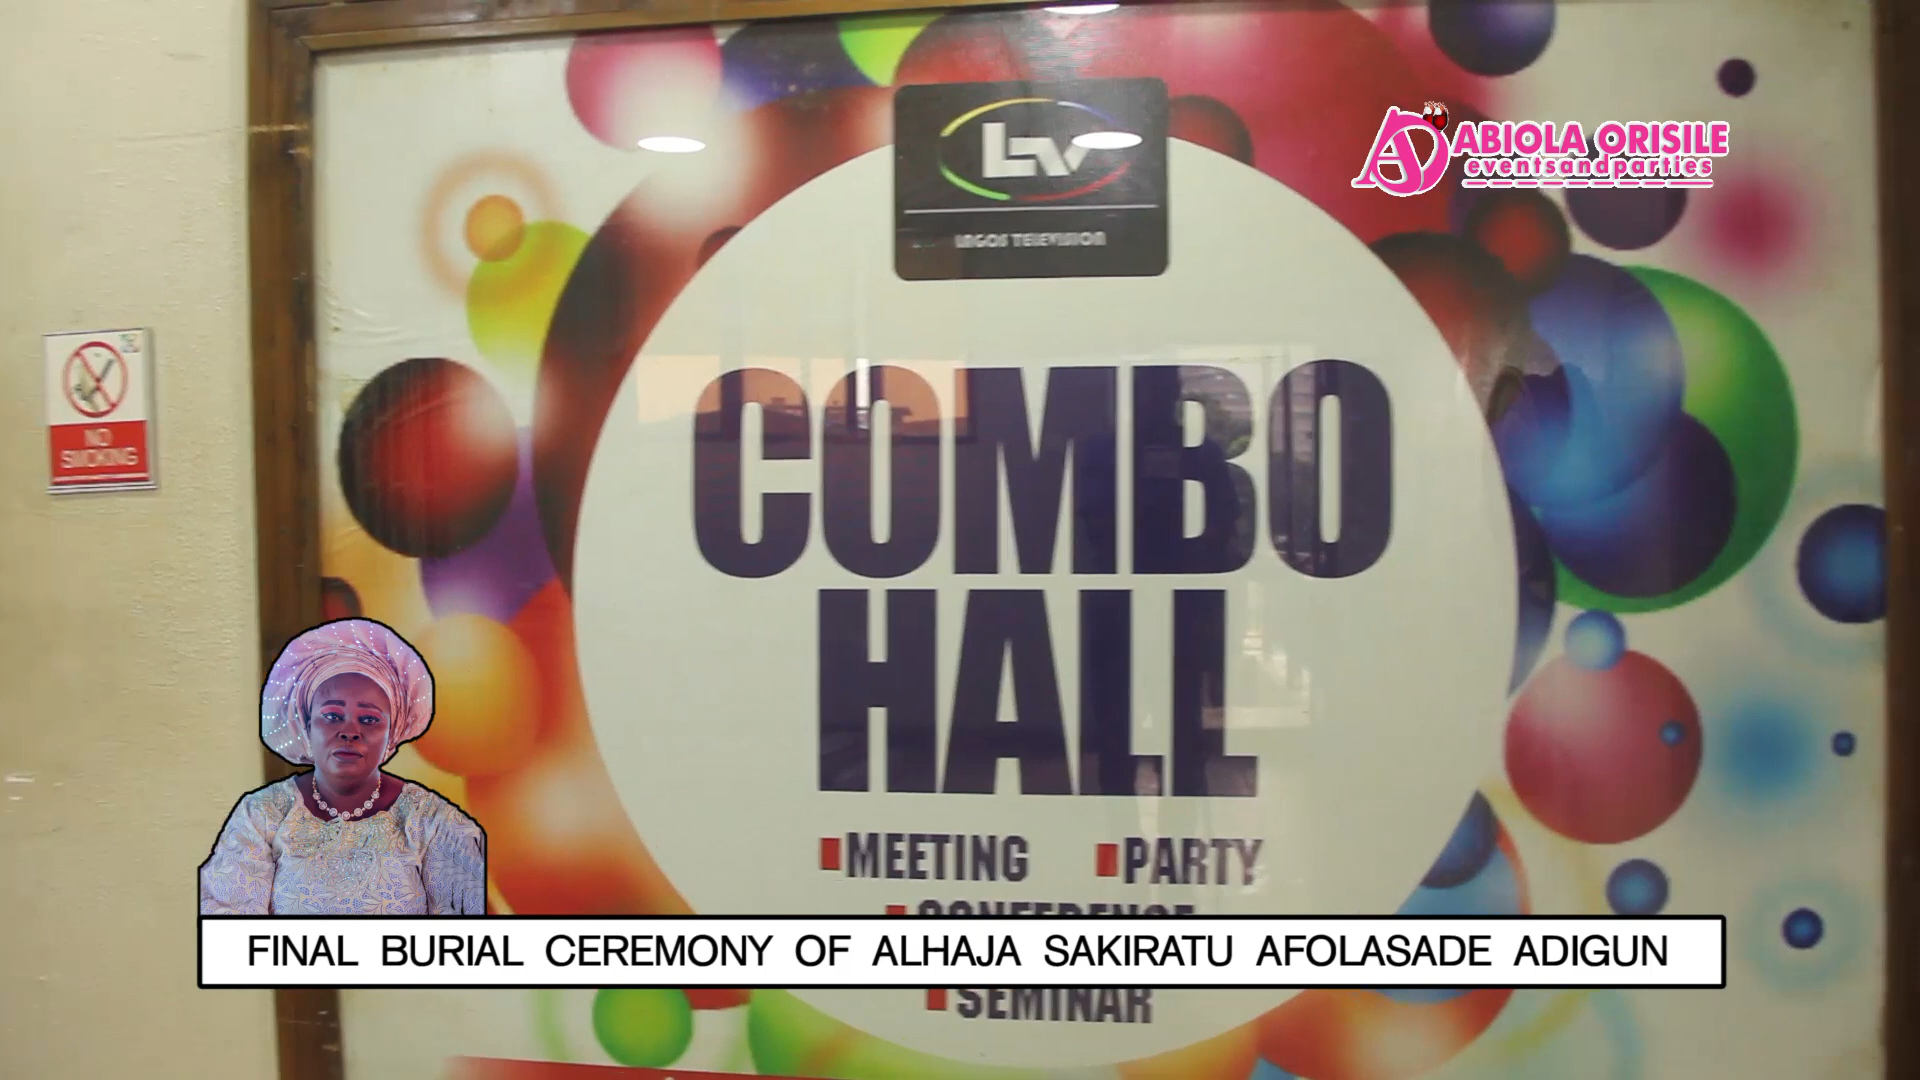 LTV
LAGOS TELEVISION
ABIOLA ORISILE
eventsandparties
NO
SMOKING
COMBO
HALL
MEETING PARTY
CONFERENCE
FINAL BURIAL CEREMONY OF ALHAJA SAKIRATU AFOLASADE ADIGUN
SEMINAR